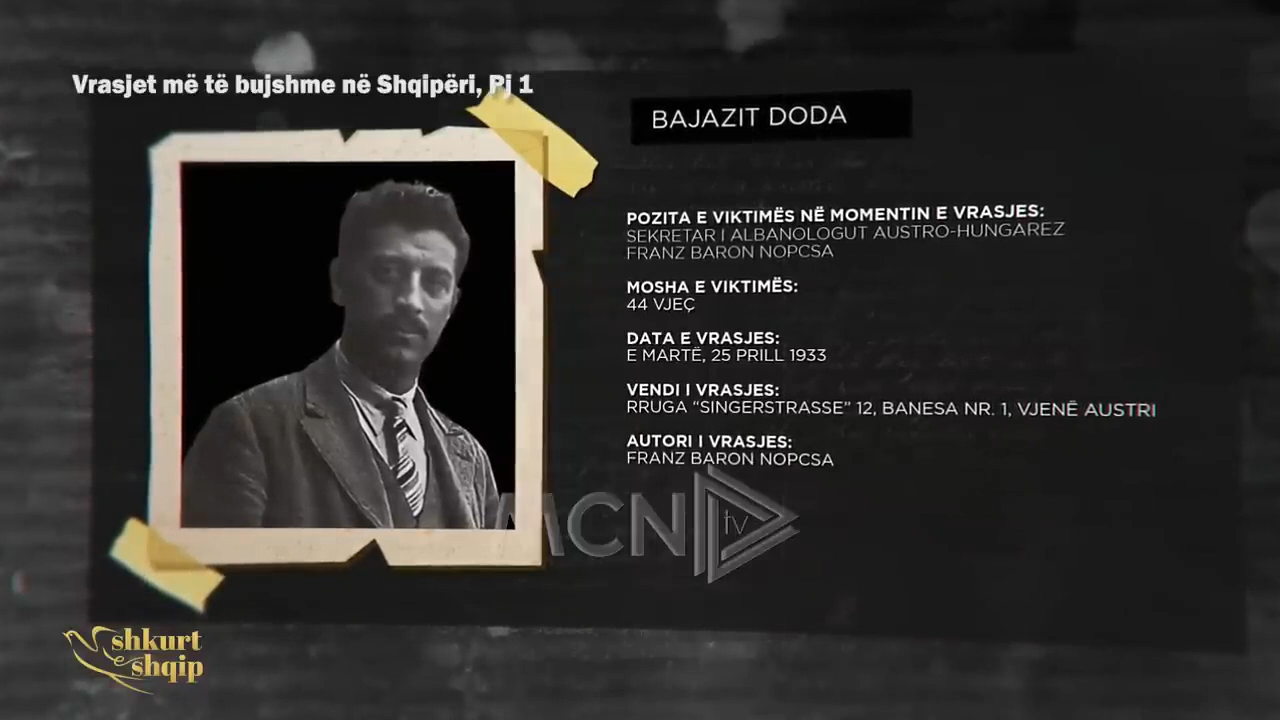 Vrasjet më të bujshme në Shqipëri, Pj 1
BAJAZIT DODA
POZITA E VIKTIMËS NË MOMENTIN E VRASJES:
SEKRETAR I ALBANOLOGUT AUSTRO-HUNGAREZ
FRANZ BARON NOPCSA
MOSHA E VIKTIMËS:
44 VJEÇ
DATA E VRASJES:
E MARTË, 25 PRILL 1933
VENDI I VRASJES:
RRUGA “SINGERSTRASSE” 12, BANESA NR. 1, VJENË AUSTRI
AUTORI I VRASJES:
FRANZ BARON NOPCSA
MCN tv
shkurt
e
shqip